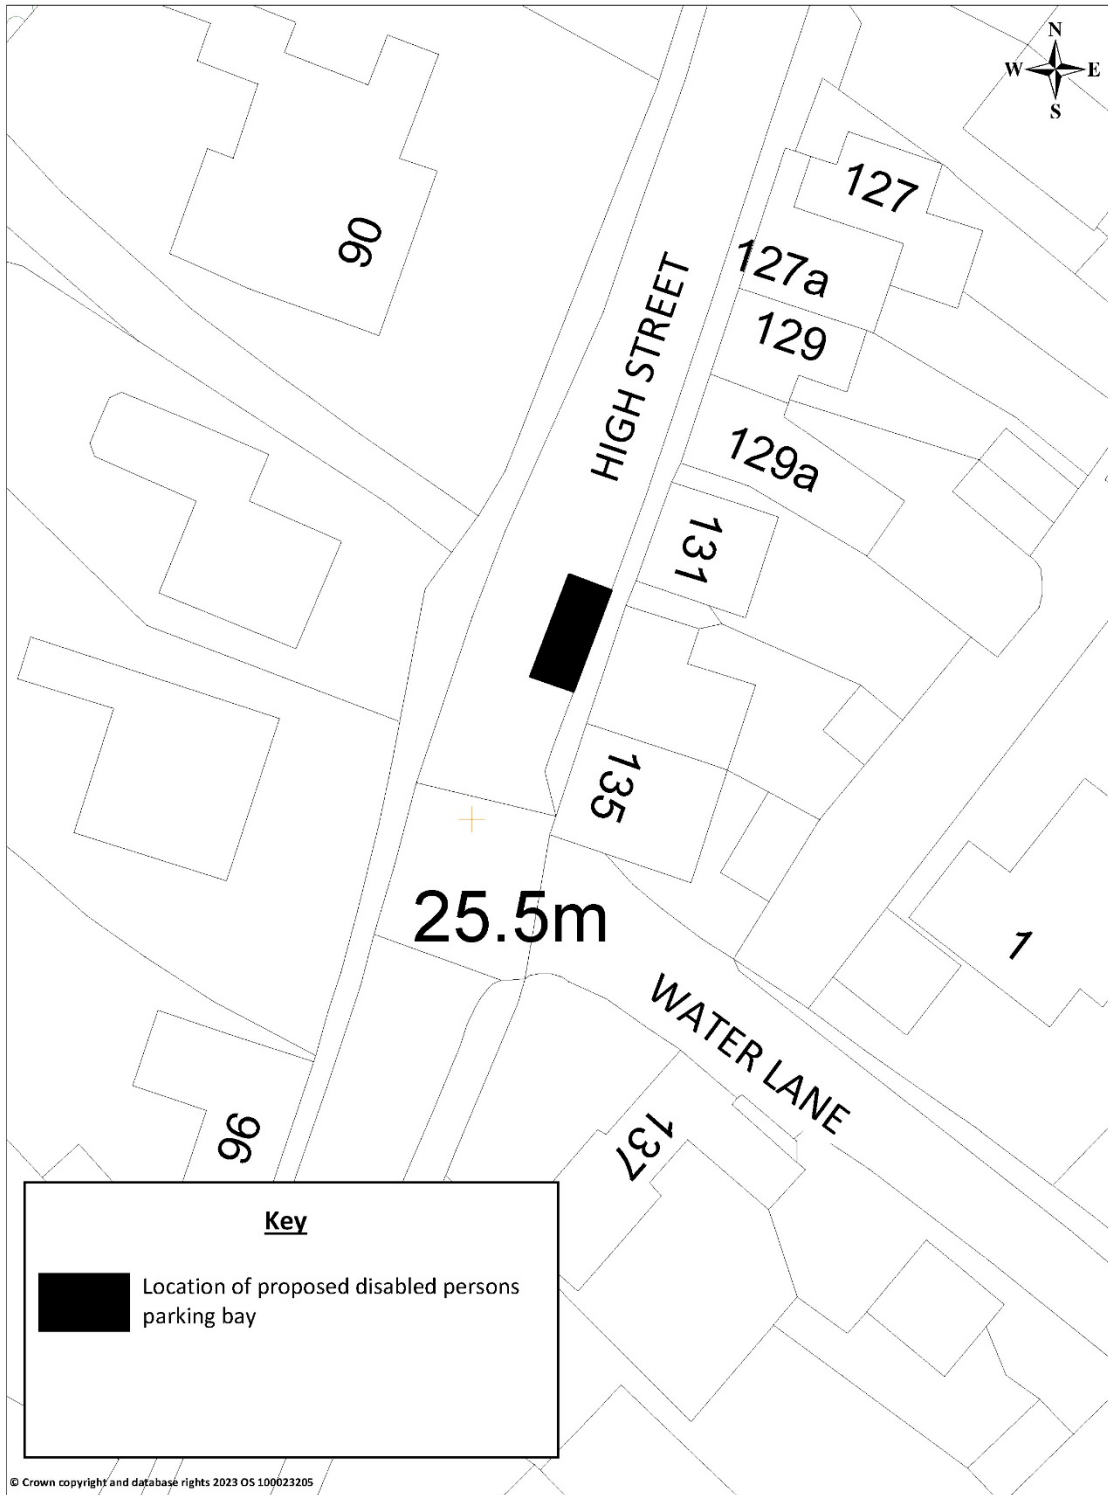 N
W E
S
127
90
127a
HIGH STREET
129
129a
131
135
25.5m
1
WATER LANE
96
137
Key
Location of proposed disabled persons
parking bay
© Crown copyright and database rights 2023 OS 100023205